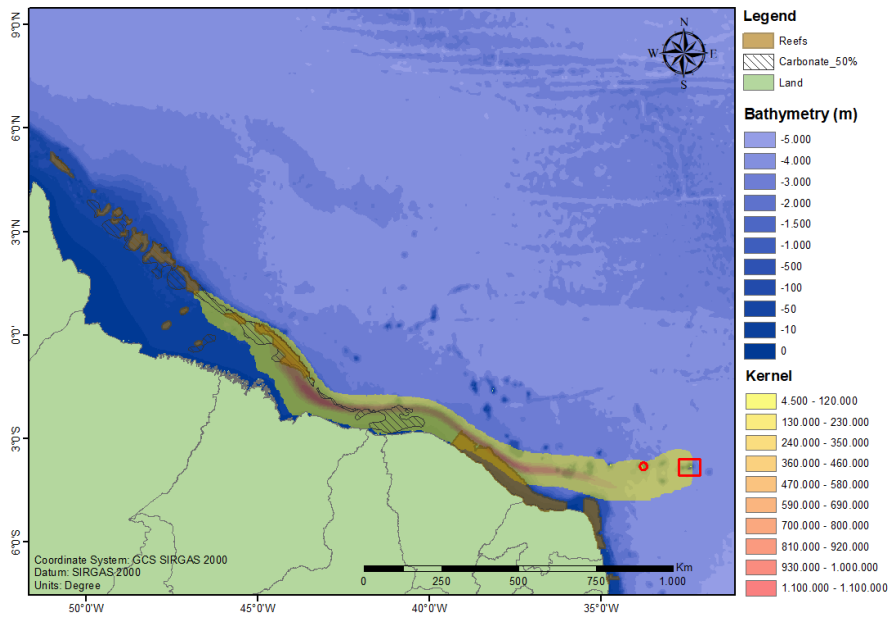 9°0'N
6°0'N
3°0'N
0°0'
3°0'S
6°0'S
N
W
E
S
Coordinate System: GCS SIRGAS 2000
Datum: SIRGAS 2000
Units: Degree
Km
0
250
500
750
1.000
50°0'W
45°0'W
40°0'W
35°0'W
Legend
Reefs
Carbonate_50%
Land
Bathymetry (m)
-5.000
-4.000
-3.000
-2.000
-1.500
-1.000
-500
-100
-50
-10
0
Kernel
4.500 - 120.000
130.000 - 230.000
240.000 - 350.000
360.000 - 460.000
470.000 - 580.000
590.000 - 690.000
700.000 - 800.000
810.000 - 920.000
930.000 - 1.000.000
1.100.000 - 1.100.000